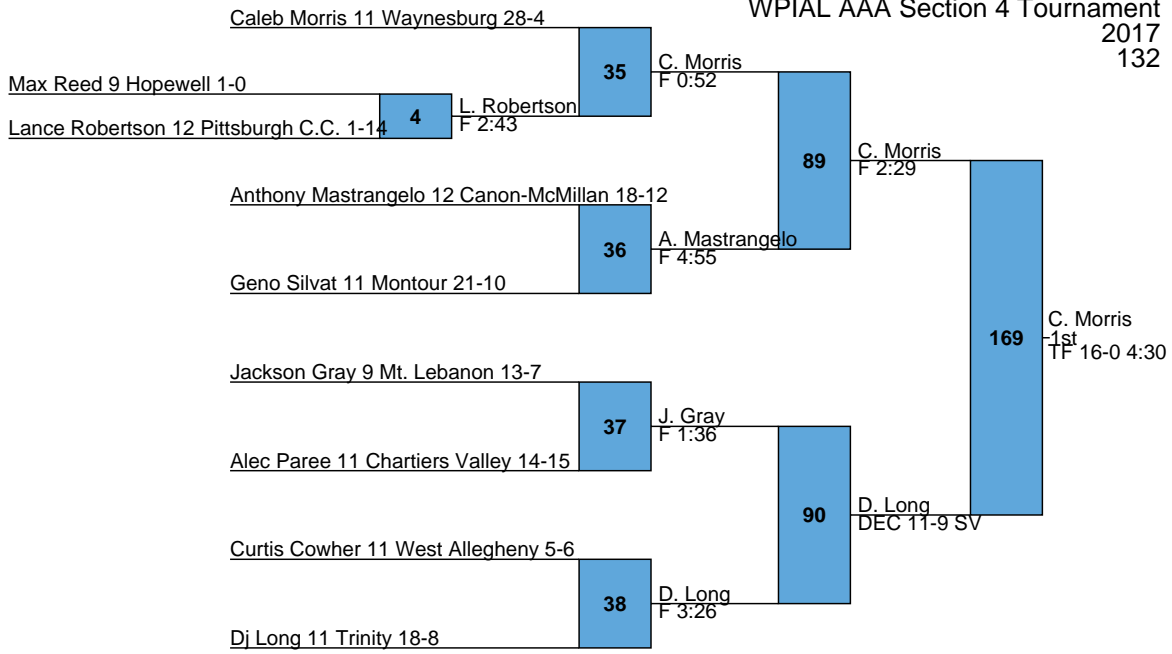 WPIAL AAA Section 4 Tournament
2017
132
Caleb Morris 11 Waynesburg 28-4
35
C. Morris
F 0:52
Max Reed 9 Hopewell 1-0
4
L. Robertson
F 2:43
Lance Robertson 12 Pittsburgh C.C. 1-14
89
C. Morris
F 2:29
Anthony Mastrangelo 12 Canon-McMillan 18-12
36
A. Mastrangelo
F 4:55
Geno Silvat 11 Montour 21-10
169
C. Morris
1st
TF 16-0 4:30
Jackson Gray 9 Mt. Lebanon 13-7
37
J. Gray
F 1:36
Alec Paree 11 Chartiers Valley 14-15
90
D. Long
DEC 11-9 SV
Curtis Cowher 11 West Allegheny 5-6
38
D. Long
F 3:26
Dj Long 11 Trinity 18-8